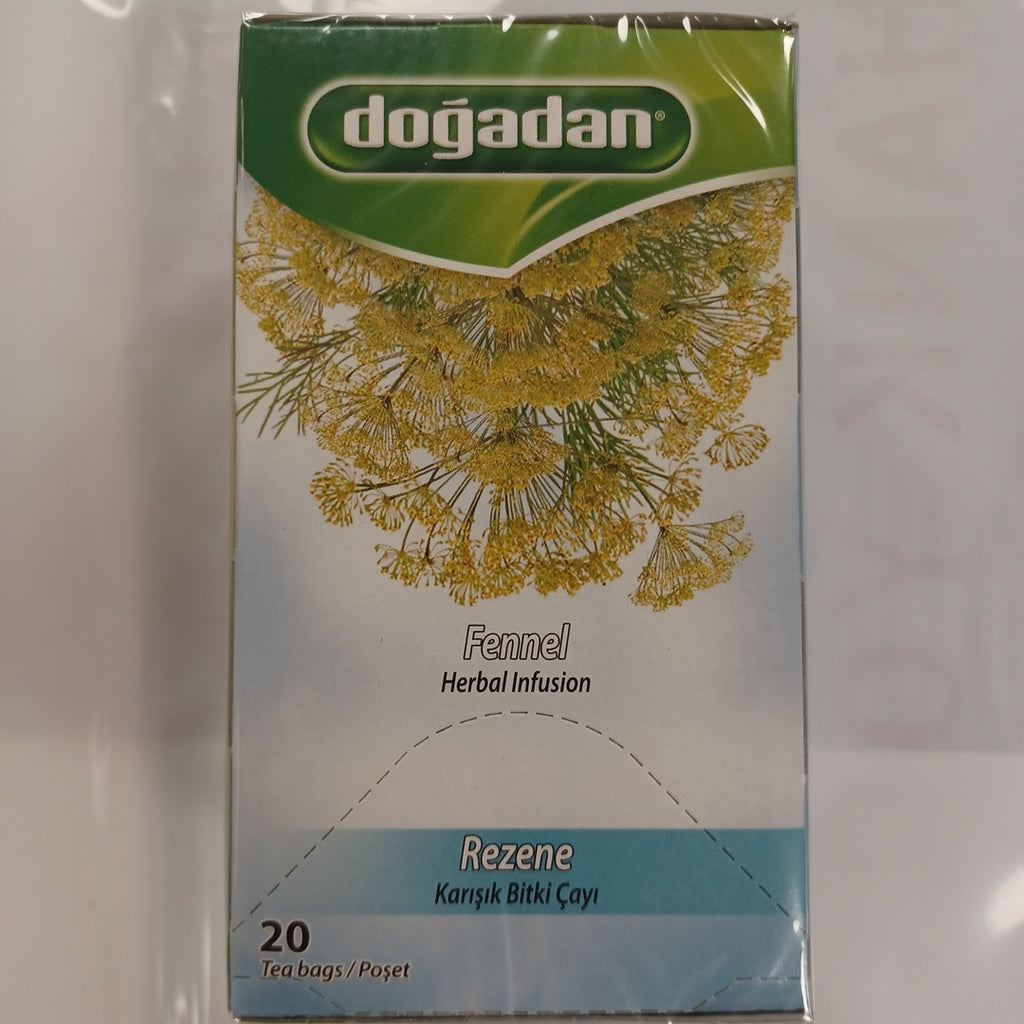 doğadan®
Fennel
Herbal Infusion
Rezene
Karışık Bitki Çayı
20
Tea bags / Poşet